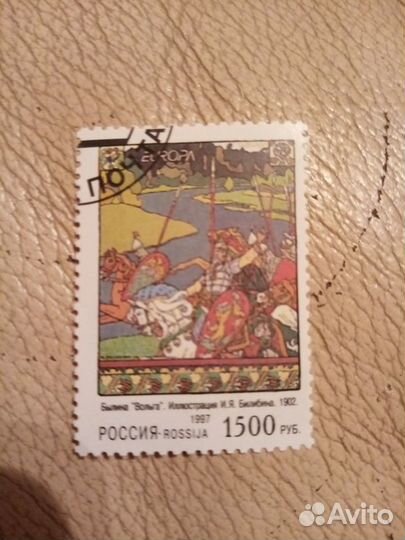 EUROPA
ПОЧТА
Былина "Вольга". Иллюстрация И.Я. Билибина. 1902.
1997
РОССИЯ-ROSSIJA 1500 РУБ.
Avito